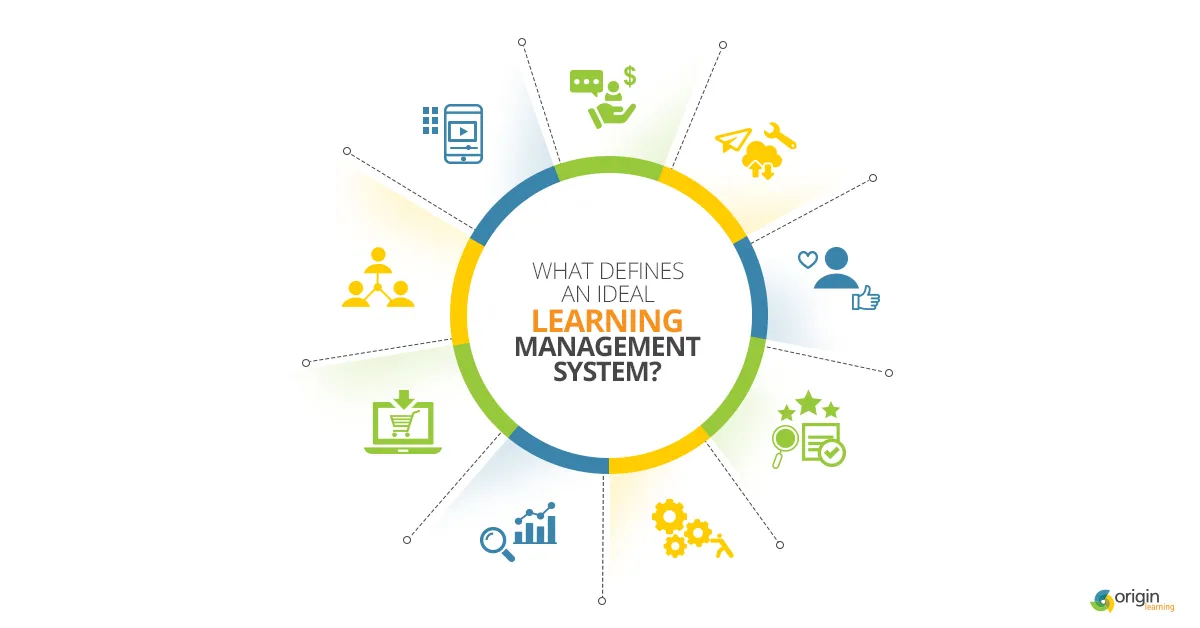 WHAT DEFINES
AN IDEAL
LEARNING
MANAGEMENT
SYSTEM?
$
origin
learning